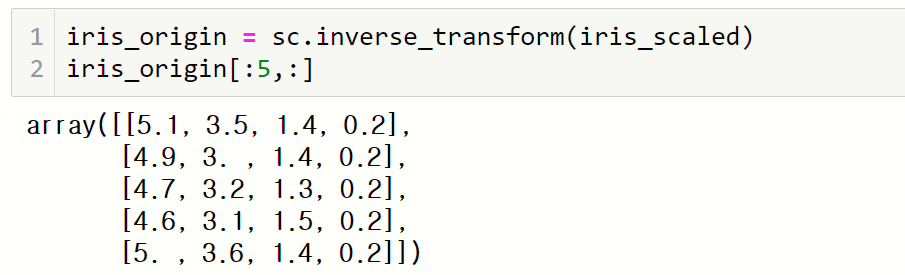 1 iris_origin = sc.inverse_transform(iris_scaled)
2 iris_origin[:5,:]
array([[5.1, 3.5, 1.4, 0.2],
[4.9, 3. , 1.4, 0.2],
[4.7, 3.2, 1.3, 0.2],
[4.6, 3.1, 1.5, 0.2],
[5. , 3.6, 1.4, 0.2]])